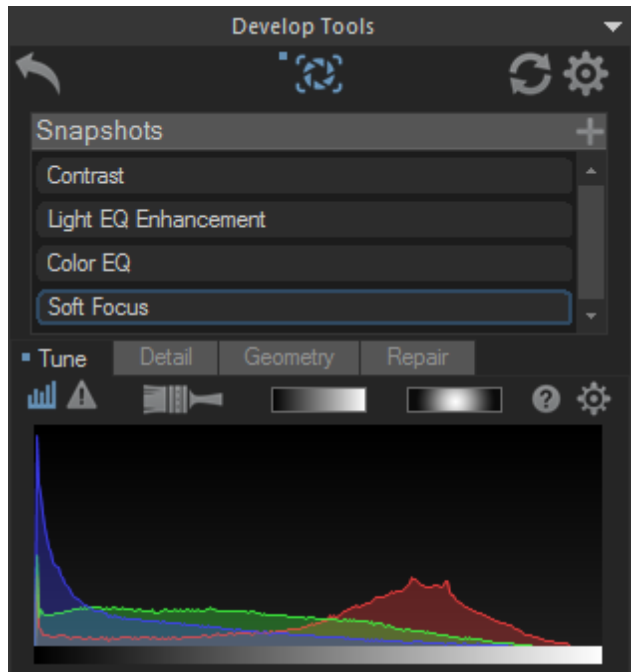 Develop Tools
Snapshots
Contrast
Light EQ Enhancement
Color EQ
Soft Focus
Tune Detail Geometry Repair